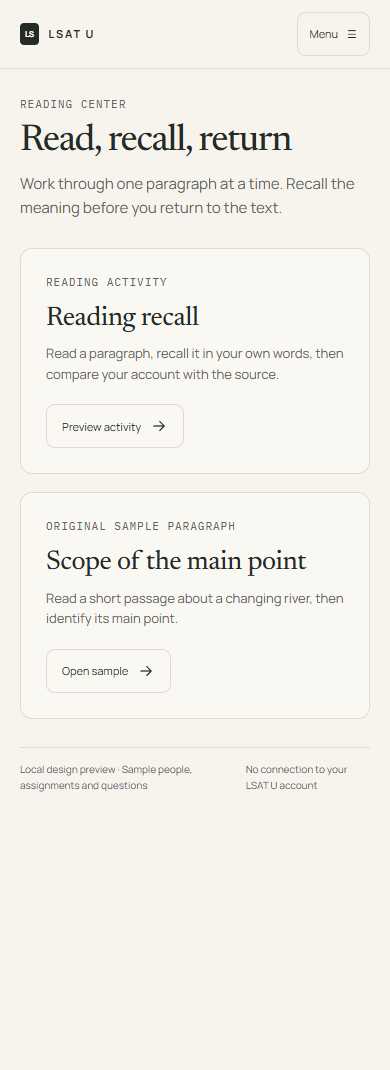 LS LSAT U
Menu ☰
READING CENTER
Read, recall, return
Work through one paragraph at a time. Recall the
meaning before you return to the text.
READING ACTIVITY
Reading recall
Read a paragraph, recall it in your own words, then
compare your account with the source.
Preview activity →
ORIGINAL SAMPLE PARAGRAPH
Scope of the main point
Read a short passage about a changing river, then
identify its main point.
Open sample →
Local design preview · Sample people,
assignments and questions
No connection to your
LSAT U account